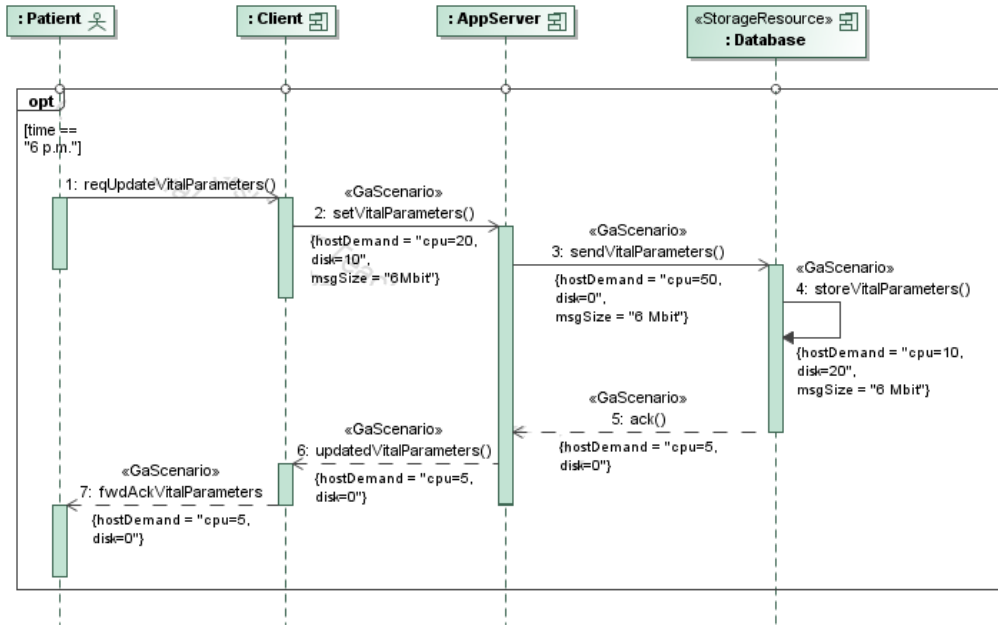 : Patient
: Client
: AppServer
«StorageResource»
: Database
opt
[time ==
"6 p.m."]
1: reqUpdateVitalParameters()
«GaScenario»
2: setVitalParameters()
{hostDemand = "cpu=20,
disk=10",
msgSize = "6Mbit"}
«GaScenario»
3: sendVitalParameters()
{hostDemand = "cpu=50,
disk=0",
msgSize = "6 Mbit"}
«GaScenario»
4: storeVitalParameters()
{hostDemand = "cpu=10,
disk=20",
msgSize = "6 Mbit"}
«GaScenario»
5: ack()
{hostDemand = "cpu=5,
disk=0"}
«GaScenario»
6: updatedVitalParameters()
{hostDemand = "cpu=5,
disk=0"}
«GaScenario»
7: fwdAckVitalParameters
{hostDemand = "cpu=5,
disk=0"}